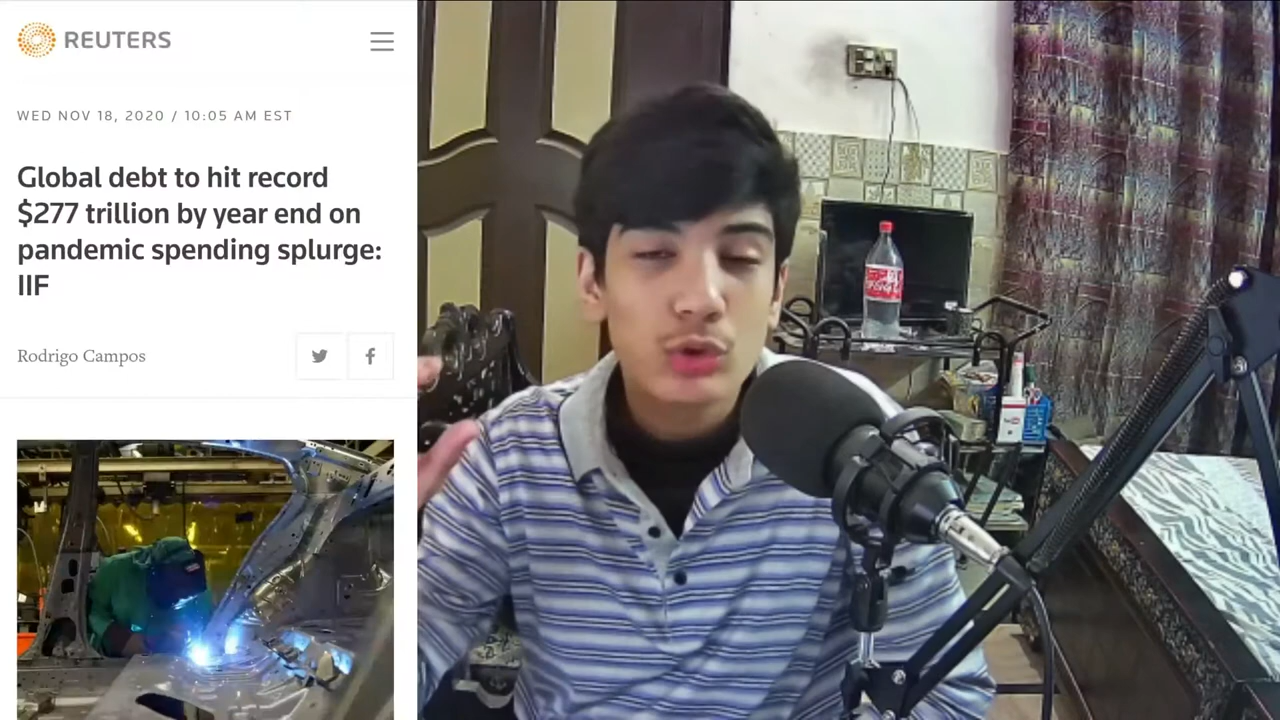 REUTERS
WED NOV 18, 2020 / 10:05 AM EST
Global debt to hit record
$277 trillion by year end on
pandemic spending splurge:
IIF
Rodrigo Campos